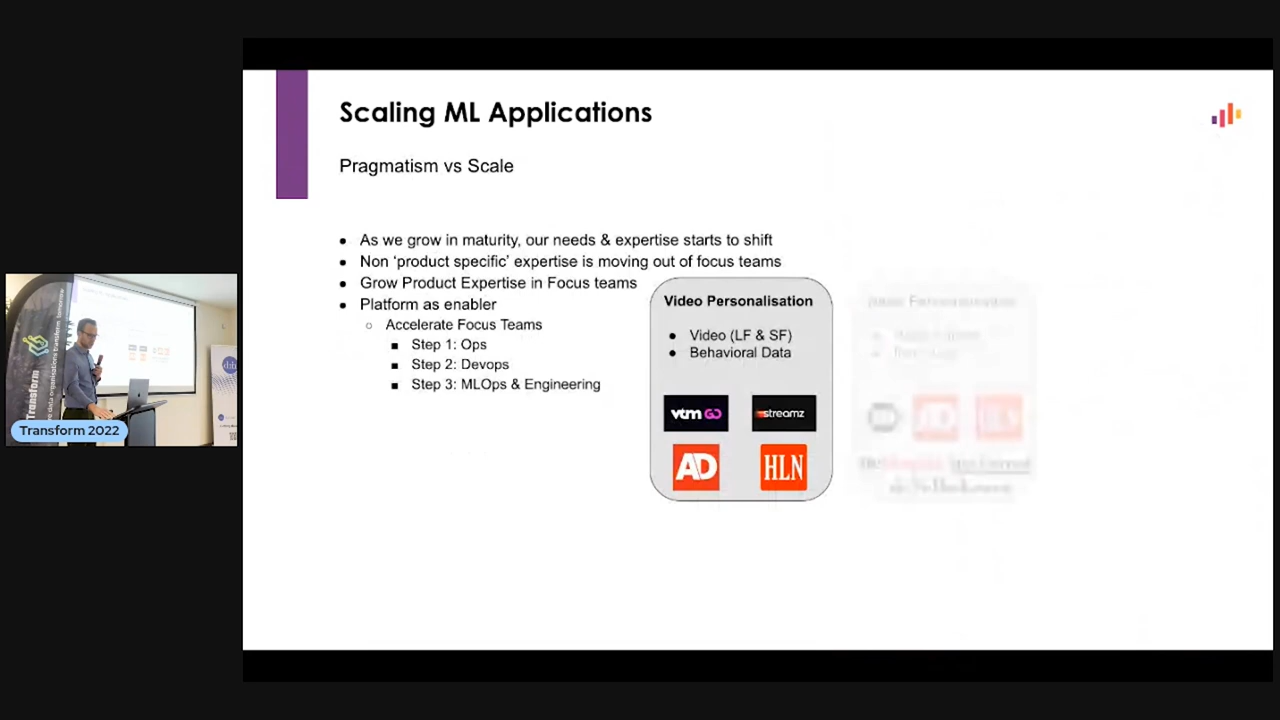 Scaling ML Applications
Pragmatism vs Scale
● As we grow in maturity, our needs & expertise starts to shift
● Non ‘product specific’ expertise is moving out of focus teams
● Grow Product Expertise in Focus teams
● Platform as enabler
○ Accelerate Focus Teams
■ Step 1: Ops
■ Step 2: Devops
■ Step 3: MLOps & Engineering
Video Personalisation
● Video (LF & SF)
● Behavioral Data
vtm GO
streamz
AD
HLN
AD
HLN
Transform
Transform 2022